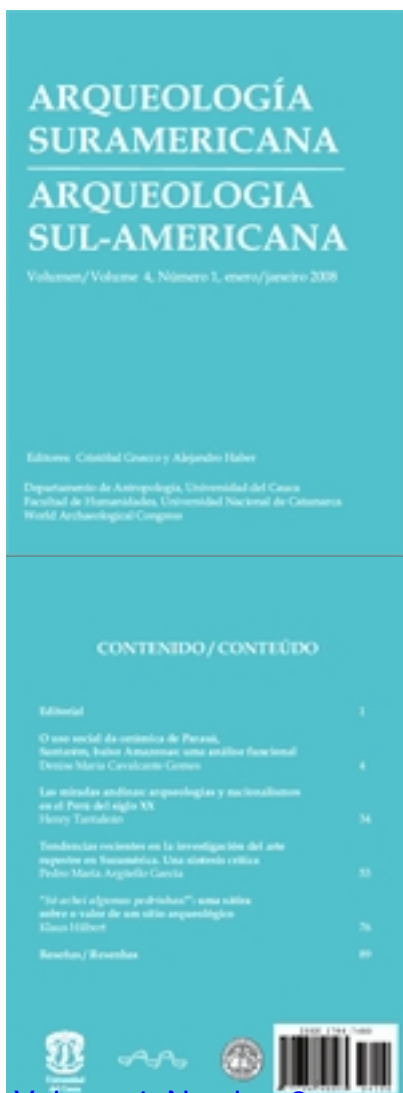 ARQUEOLOGÍA
SURAMERICANA
ARQUEOLOGIA
SUL-AMERICANA
Volumen/Volume 4, Número 1, enero/janeiro 2008
Editores: Cristóbal Gnecco y Alejandro Haber
Departamento de Antropología, Universidad del Cauca
Facultad de Humanidades, Universidad Nacional de Catamarca
World Archaeological Congress
CONTENIDO / CONTEÚDO
Editorial 1
O uso social da cerâmica de Parauá,
Santarém, baixo Amazonas: uma análise funcional
Denise Maria Cavalcante Gomes 4
Las miradas andinas: arqueologías y nacionalismos
en el Perú del siglo XX
Henry Tantaleán 34
Tendencias recientes en la investigación del arte
rupestre en Suramérica. Una síntesis crítica
Pedro María Argüello García 53
"Só achei algumas pedrinhas": uma sátira
sobre o valor de um sítio arqueológico
Klaus Hilbert 76
Reseñas/Resenhas 89
Universidad
del Cauca
ISSN